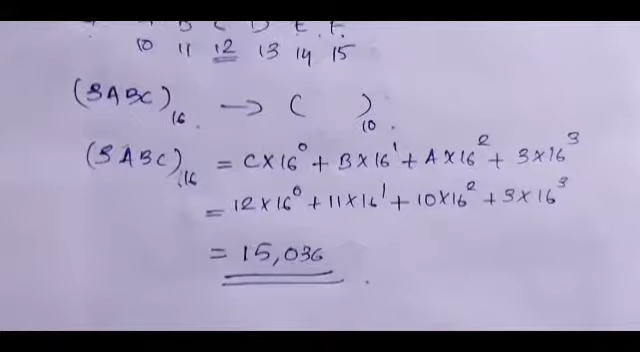 A B C D E F.
10 11 12 13 14 15
(3ABC)₁₆. → ( )₁₀.
(3ABC)₁₆ = C×16⁰ + B×16¹ + A×16² + 3×16³
= 12×16⁰ + 11×16¹ + 10×16² + 3×16³
= 15,036.